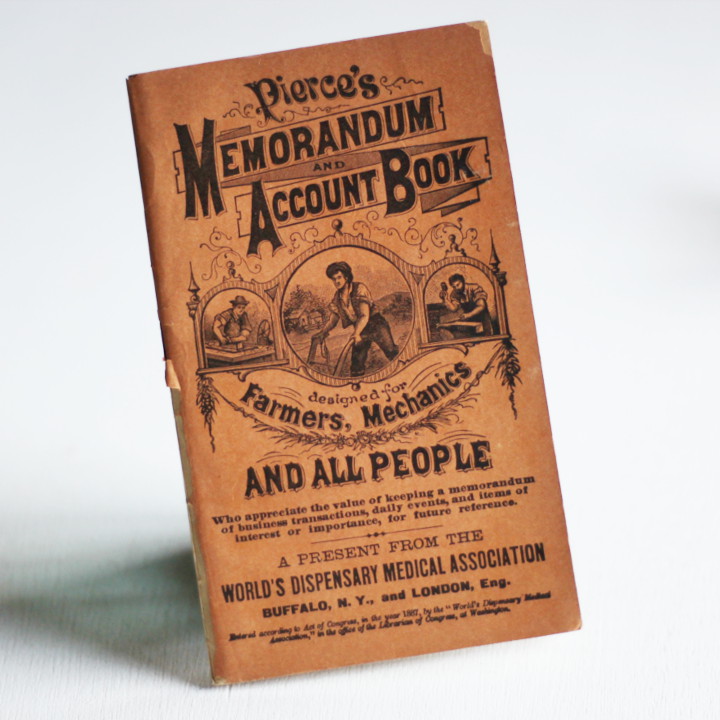 Pierce's
MEMORANDUM
AND
ACCOUNT BOOK
designed for
Farmers, Mechanics
AND ALL PEOPLE
Who appreciate the value of keeping a memorandum
of business transactions, daily events, and items of
interest or importance, for future reference.
A PRESENT FROM THE
WORLD'S DISPENSARY MEDICAL ASSOCIATION
BUFFALO, N. Y., and LONDON, Eng.
Entered according to Act of Congress, in the year 1887, by the "World's Dispensary Medical
Association," in the office of the Librarian of Congress, at Washington.